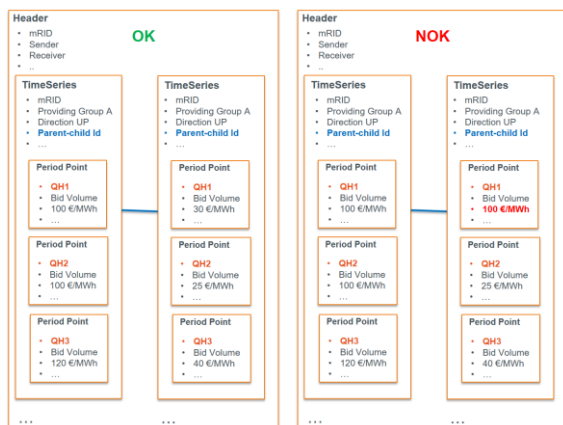 Header
OK
• mRID
• Sender
• Receiver
• ..
TimeSeries
• mRID
• Providing Group A
• Direction UP
• Parent-child Id
• …
Period Point
• QH1
• Bid Volume
• 100 €/MWh
• …
Period Point
• QH2
• Bid Volume
• 100 €/MWh
• …
Period Point
• QH3
• Bid Volume
• 120 €/MWh
• …
…
TimeSeries
• mRID
• Providing Group A
• Direction UP
• Parent-child Id
• …
Period Point
• QH1
• Bid Volume
• 30 €/MWh
• …
Period Point
• QH2
• Bid Volume
• 25 €/MWh
• …
Period Point
• QH3
• Bid Volume
• 40 €/MWh
• …
…
Header
NOK
• mRID
• Sender
• Receiver
• ..
TimeSeries
• mRID
• Providing Group A
• Direction UP
• Parent-child Id
• …
Period Point
• QH1
• Bid Volume
• 100 €/MWh
• …
Period Point
• QH2
• Bid Volume
• 100 €/MWh
• …
Period Point
• QH3
• Bid Volume
• 120 €/MWh
• …
…
TimeSeries
• mRID
• Providing Group A
• Direction UP
• Parent-child Id
• …
Period Point
• QH1
• Bid Volume
• 100 €/MWh
• …
Period Point
• QH2
• Bid Volume
• 25 €/MWh
• …
Period Point
• QH3
• Bid Volume
• 40 €/MWh
• …
…